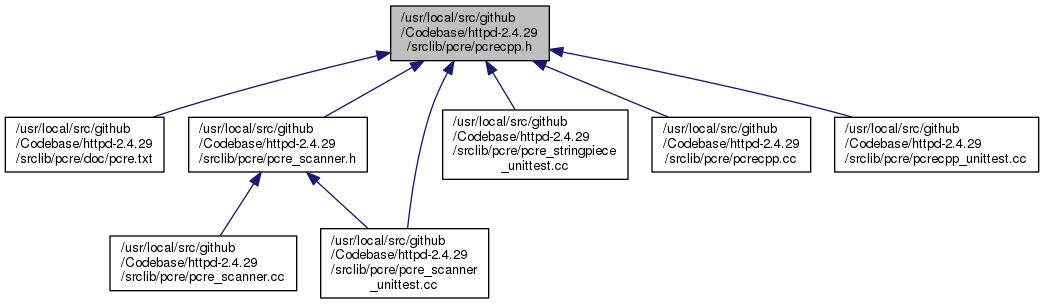 /usr/local/src/github
/Codebase/httpd-2.4.29
/srclib/pcre/pcrecpp.h
/usr/local/src/github
/Codebase/httpd-2.4.29
/srclib/pcre/doc/pcre.txt
/usr/local/src/github
/Codebase/httpd-2.4.29
/srclib/pcre/pcre_scanner.h
/usr/local/src/github
/Codebase/httpd-2.4.29
/srclib/pcre/pcre_stringpiece
_unittest.cc
/usr/local/src/github
/Codebase/httpd-2.4.29
/srclib/pcre/pcrecpp.cc
/usr/local/src/github
/Codebase/httpd-2.4.29
/srclib/pcre/pcrecpp_unittest.cc
/usr/local/src/github
/Codebase/httpd-2.4.29
/srclib/pcre/pcre_scanner.cc
/usr/local/src/github
/Codebase/httpd-2.4.29
/srclib/pcre/pcre_scanner
_unittest.cc